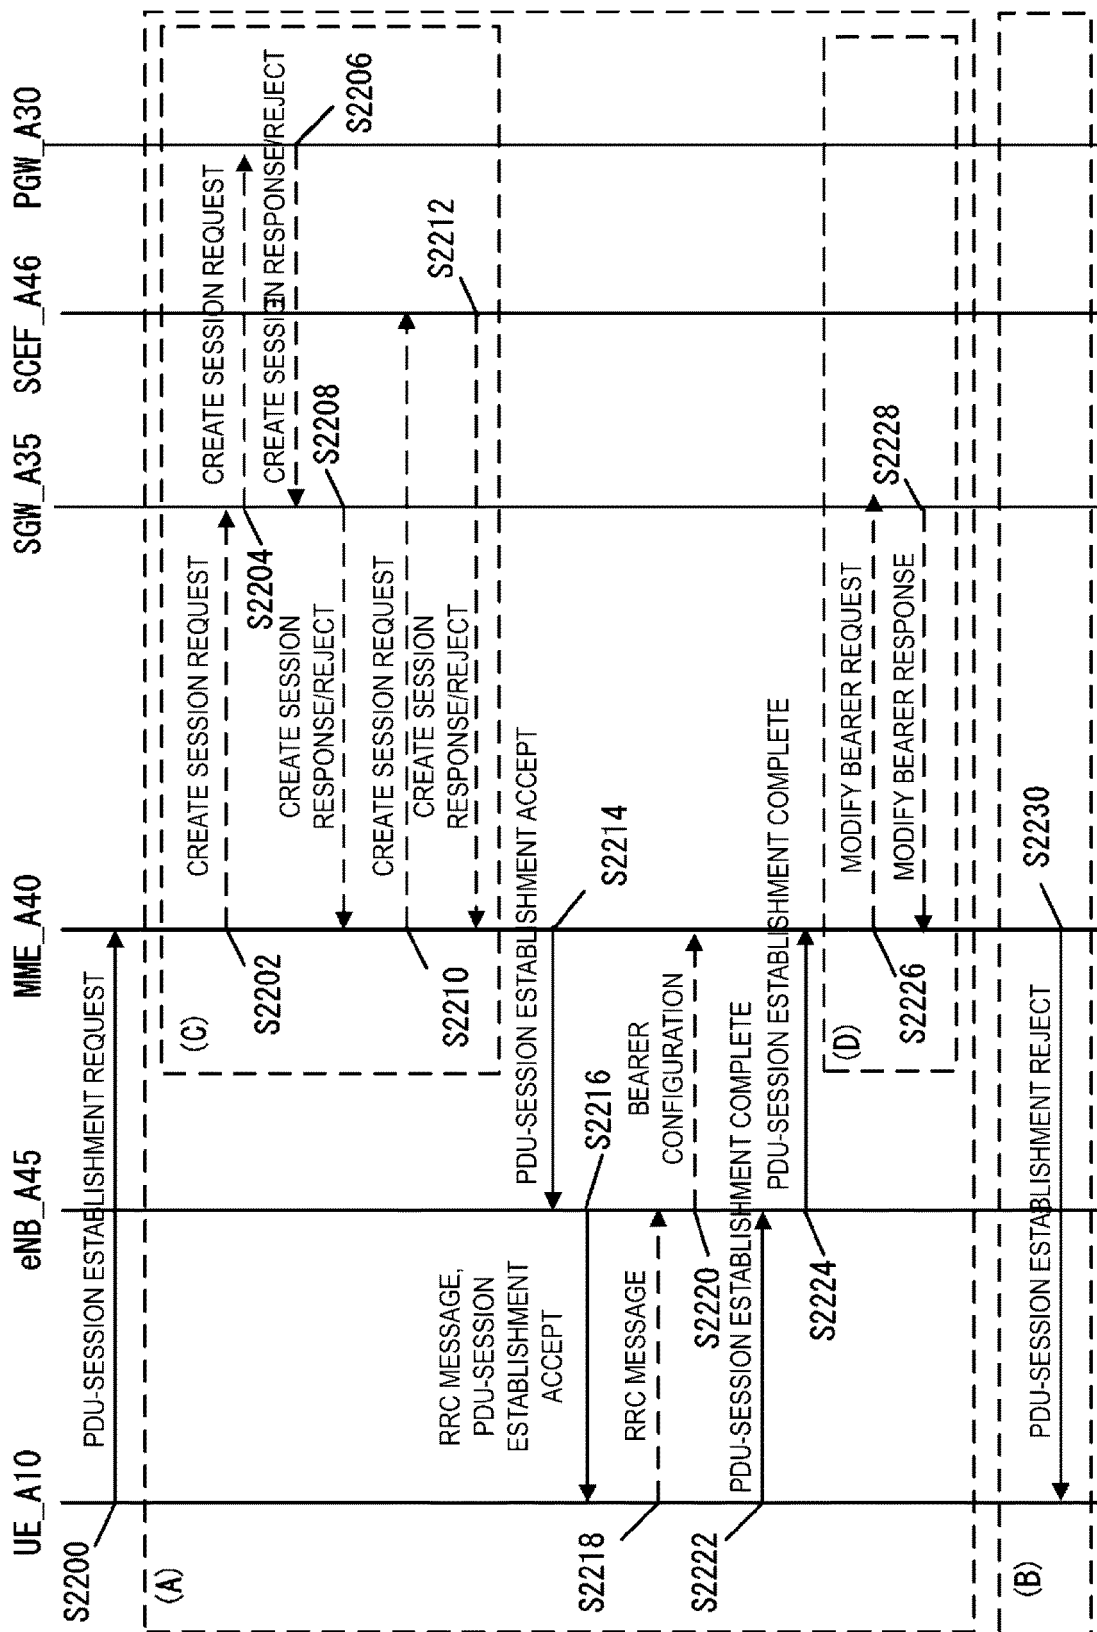 UE_A10
eNB_A45
MME_A40
SGW_A35
SCEF_A46
PGW_A30
S2200
PDU-SESSION ESTABLISHMENT REQUEST
(A)
(C)
CREATE SESSION REQUEST
S2202
CREATE SESSION REQUEST
S2204
CREATE SESSION RESPONSE/REJECT
S2206
CREATE SESSION
RESPONSE/REJECT
S2208
CREATE SESSION REQUEST
S2210
CREATE SESSION
RESPONSE/REJECT
S2212
PDU-SESSION ESTABLISHMENT ACCEPT
S2214
RRC MESSAGE,
PDU-SESSION
ESTABLISHMENT
ACCEPT
S2216
RRC MESSAGE
S2218
BEARER
CONFIGURATION
S2220
PDU-SESSION ESTABLISHMENT COMPLETE
S2222
PDU-SESSION ESTABLISHMENT COMPLETE
S2224
(D)
MODIFY BEARER REQUEST
S2226
MODIFY BEARER RESPONSE
S2228
(B)
PDU-SESSION ESTABLISHMENT REJECT
S2230